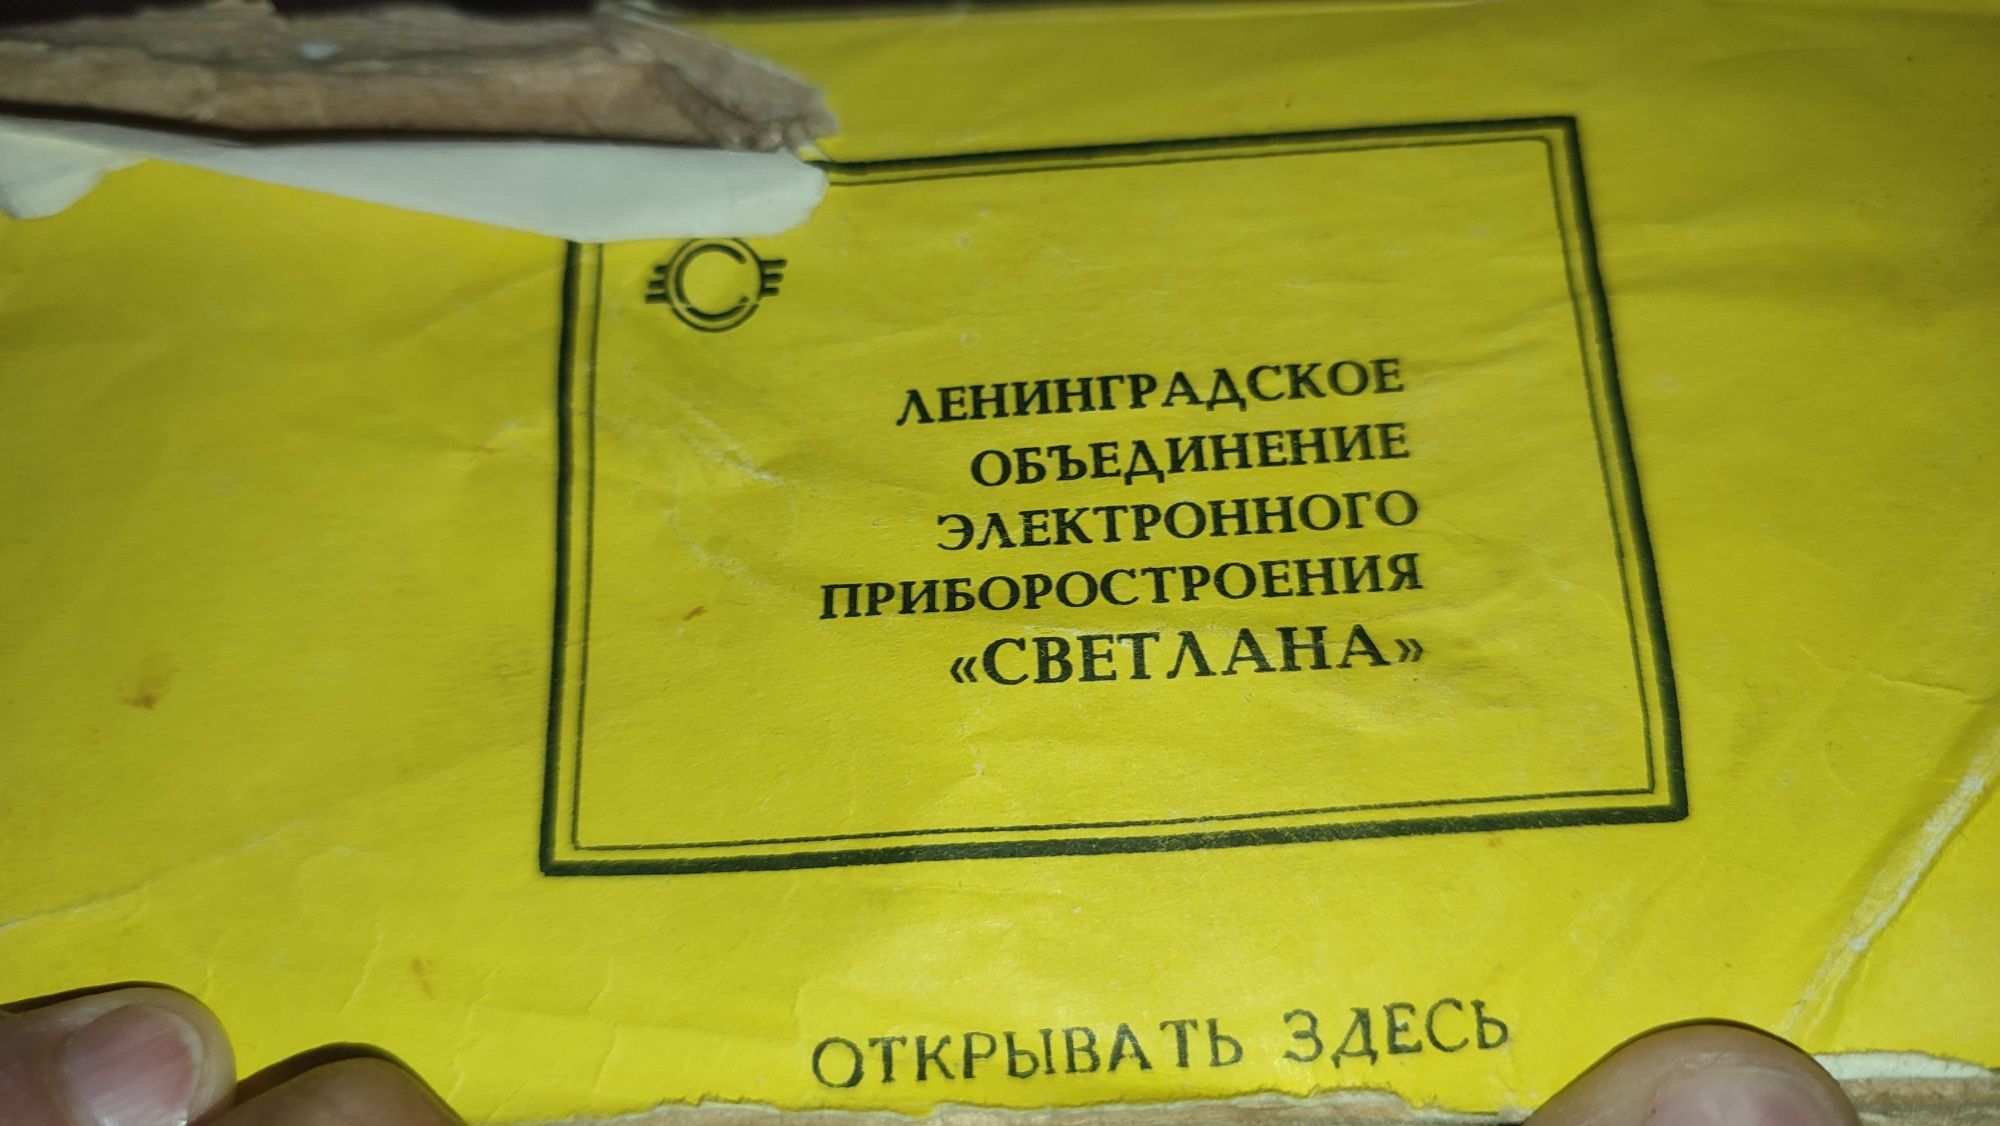 С
ЛЕНИНГРАДСКОЕ
ОБЪЕДИНЕНИЕ
ЭЛЕКТРОННОГО
ПРИБОРОСТРОЕНИЯ
«СВЕТЛАНА»
ОТКРЫВАТЬ ЗДЕСЬ